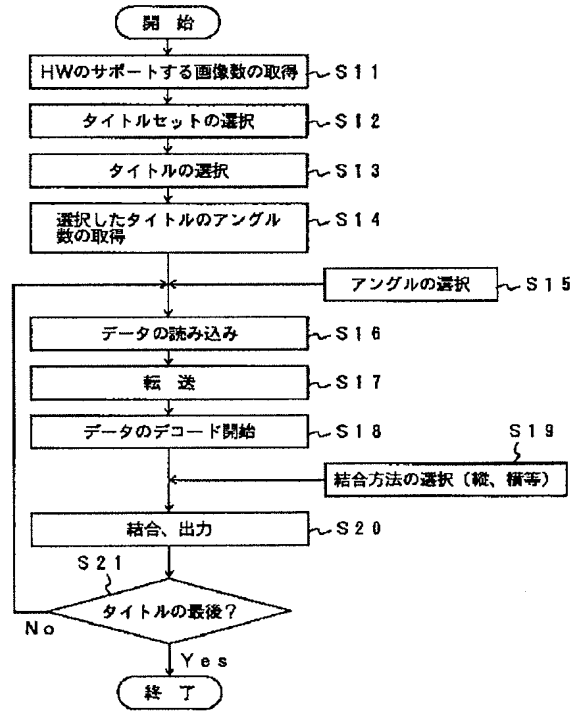 開 始
HWのサポートする画像数の取得 S11
タイトルセットの選択 S12
タイトルの選択 S13
選択したタイトルのアングル
数の取得 S14
アングルの選択 S15
データの読み込み S16
転 送 S17
データのデコード開始 S18
S19
結合方法の選択（縦、横等）
結合、出力 S20
S21
タイトルの最後？
No
Yes
終 了